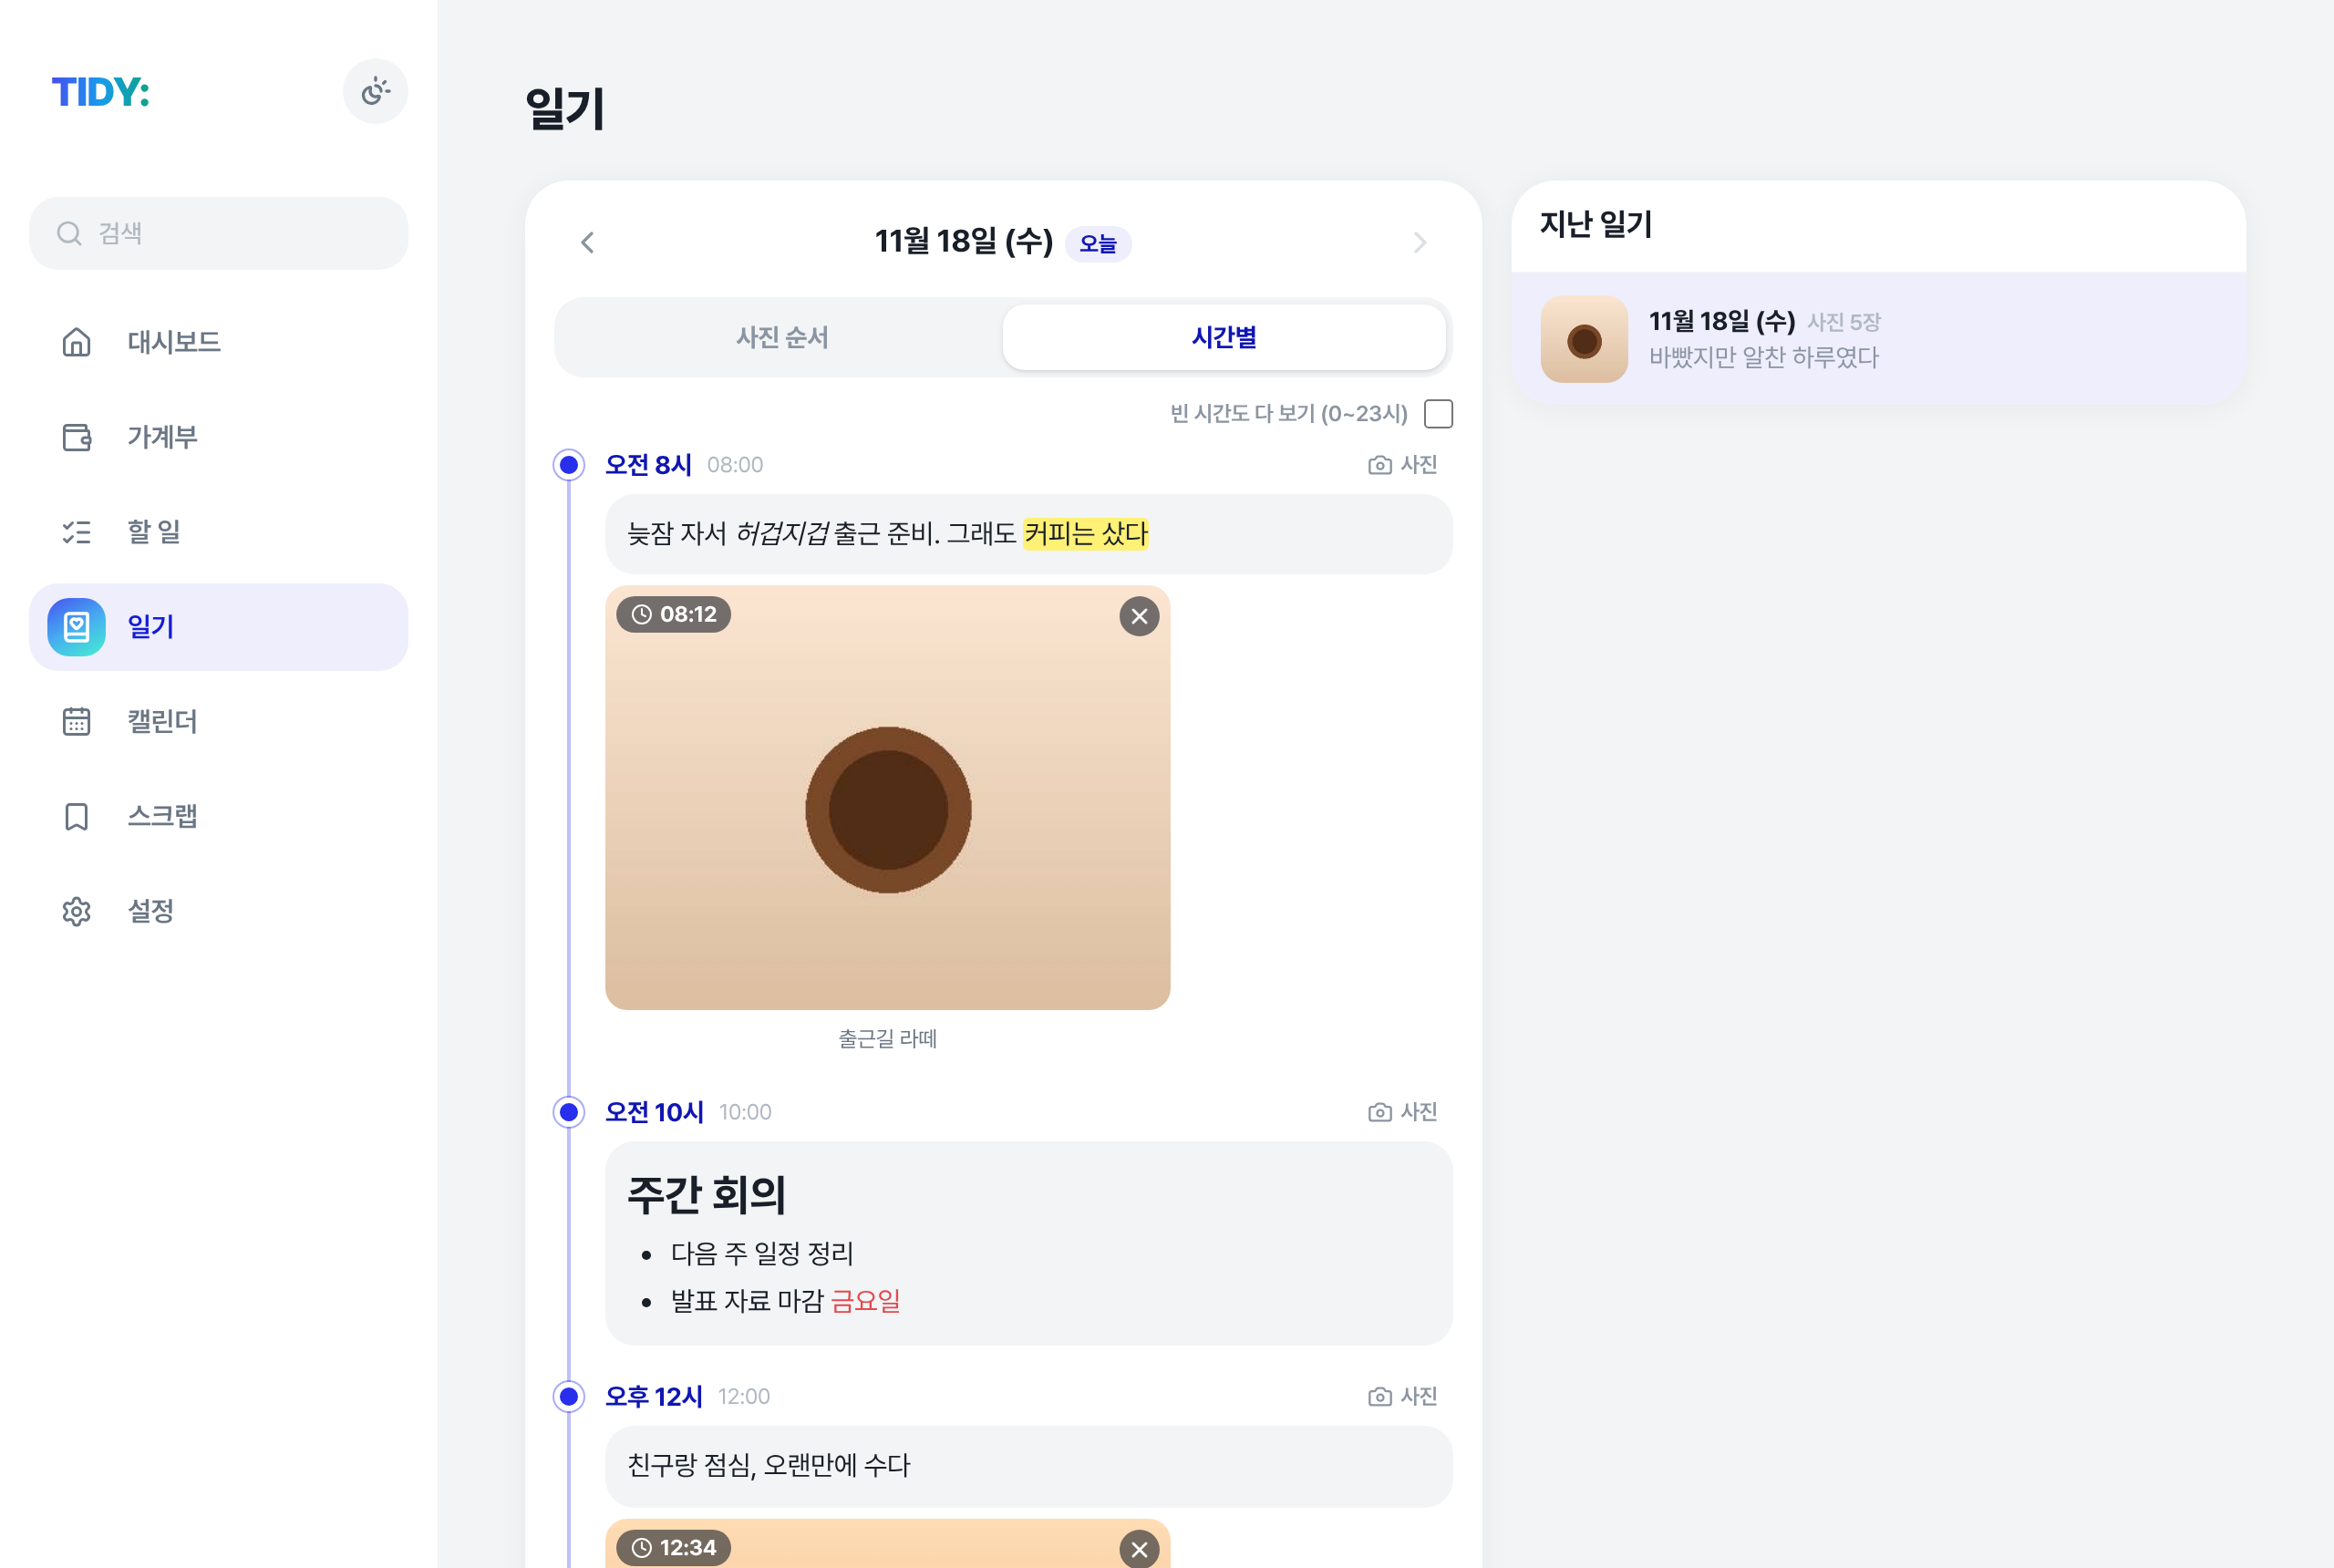 TIDY:
검색
대시보드
가계부
할 일
일기
캘린더
스크랩
설정
일기
11월 18일 (수) 오늘
사진 순서 시간별
빈 시간도 다 보기 (0~23시)
오전 8시 08:00 사진
늦잠 자서 허겁지겁 출근 준비. 그래도 커피는 샀다
08:12
출근길 라떼
오전 10시 10:00 사진
주간 회의
• 다음 주 일정 정리
• 발표 자료 마감 금요일
오후 12시 12:00 사진
친구랑 점심, 오랜만에 수다
12:34
지난 일기
11월 18일 (수) 사진 5장
바빴지만 알찬 하루였다